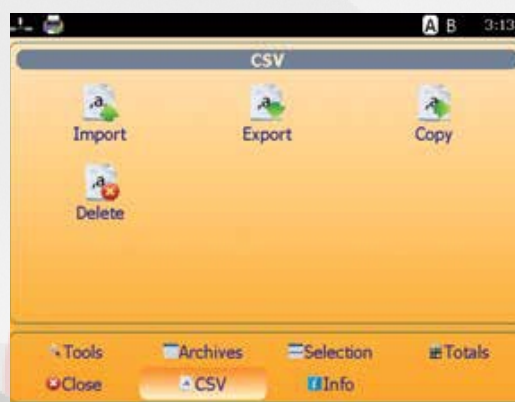 A B 3:13
CSV
Import Export Copy
Delete
Tools Archives Selection Totals
Close CSV Info